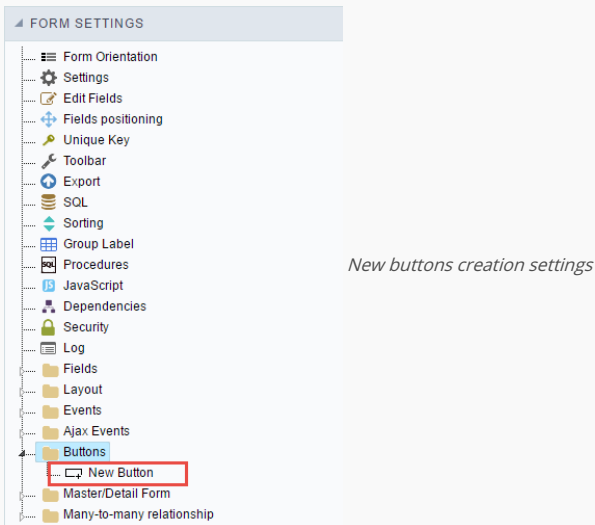 FORM SETTINGS
Form Orientation
Settings
Edit Fields
Fields positioning
Unique Key
Toolbar
Export
SQL
Sorting
Group Label
SQL Procedures
New buttons creation settings
JS JavaScript
Dependencies
Security
Log
Fields
Layout
Events
Ajax Events
Buttons
New Button
Master/Detail Form
Many-to-many relationship